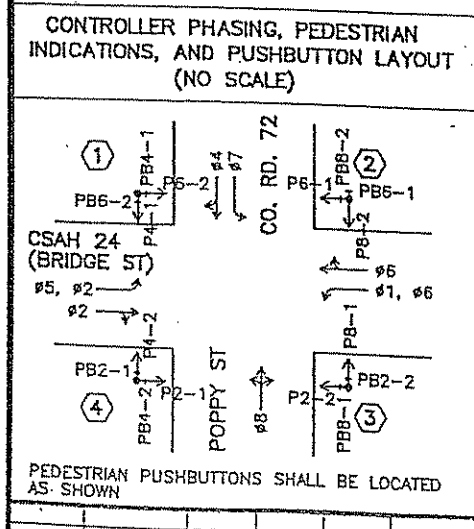 CONTROLLER PHASING, PEDESTRIAN
INDICATIONS, AND PUSHBUTTON LAYOUT
(NO SCALE)
1
PB4-1
PB6-2
P4-1
P6-2
ø4
ø7
CO. RD. 72
P6-1
PB8-2
2
PB6-1
P8-2
CSAH 24
(BRIDGE ST)
ø5, ø2
ø2
ø6
ø1, ø6
P4-2
P8-1
PB2-1
4
PB4-2
P2-1
POPPY ST
ø8
P2-2
PB8-1
PB2-2
3
PEDESTRIAN PUSHBUTTONS SHALL BE LOCATED
AS SHOWN